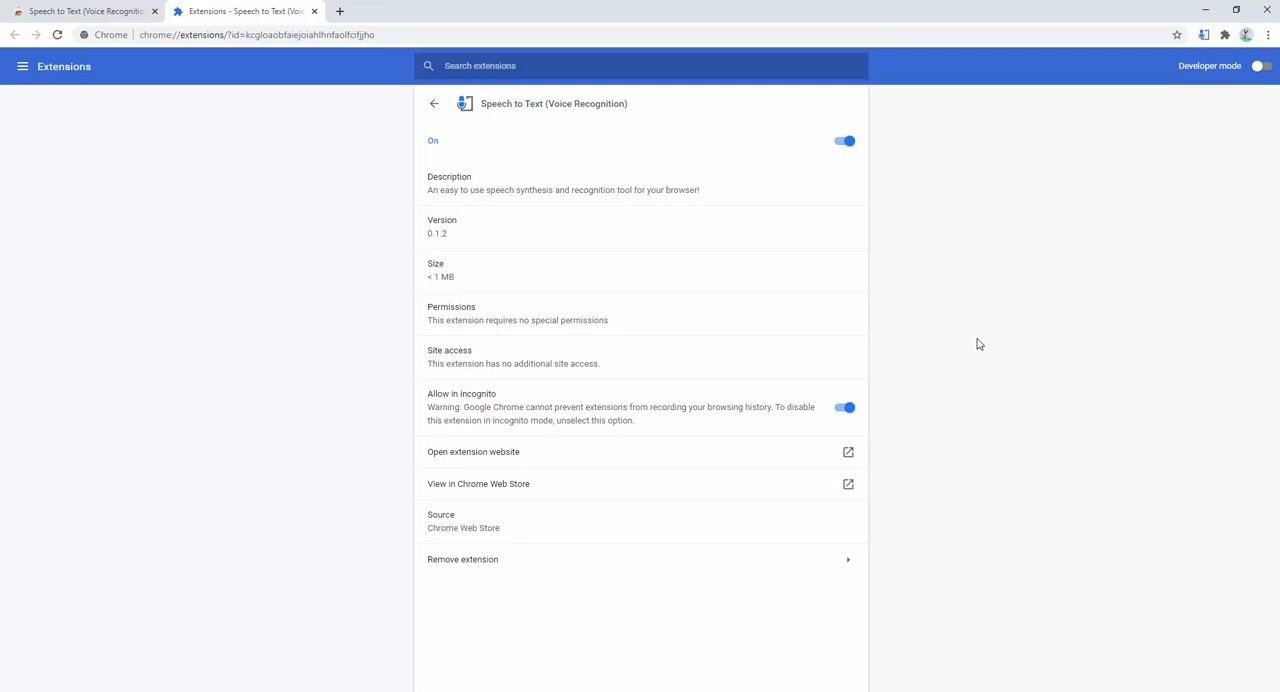 Speech to Text (Voice Recognitio
Extensions - Speech to Text (Voic
Chrome chrome://extensions/?id=kcgloaobfaiejoiahlhnfaolfcifjjho
Extensions
Search extensions
Developer mode
Speech to Text (Voice Recognition)
On
Description
An easy to use speech synthesis and recognition tool for your browser!
Version
0.1.2
Size
< 1 MB
Permissions
This extension requires no special permissions
Site access
This extension has no additional site access.
Allow in incognito
Warning: Google Chrome cannot prevent extensions from recording your browsing history. To disable
this extension in incognito mode, unselect this option.
Open extension website
View in Chrome Web Store
Source
Chrome Web Store
Remove extension